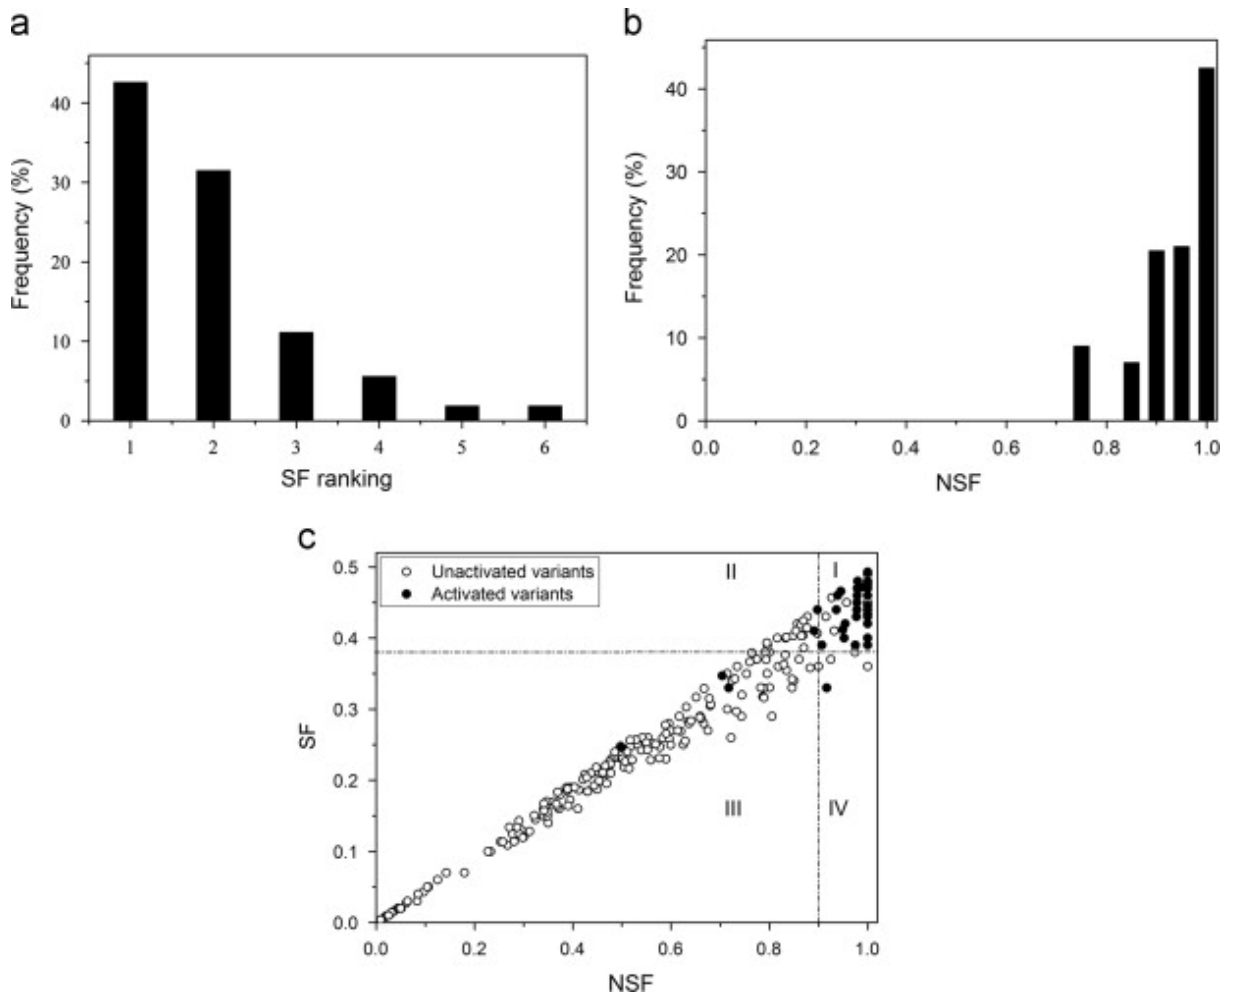 a
Frequency (%)
40
30
20
10
0
1 2 3 4 5 6
SF ranking
b
Frequency (%)
40
30
20
10
0
0.0 0.2 0.4 0.6 0.8 1.0
NSF
c
SF
0.5
0.4
0.3
0.2
0.1
0.0
Unactivated variants
Activated variants
II I
III IV
0.0 0.2 0.4 0.6 0.8 1.0
NSF